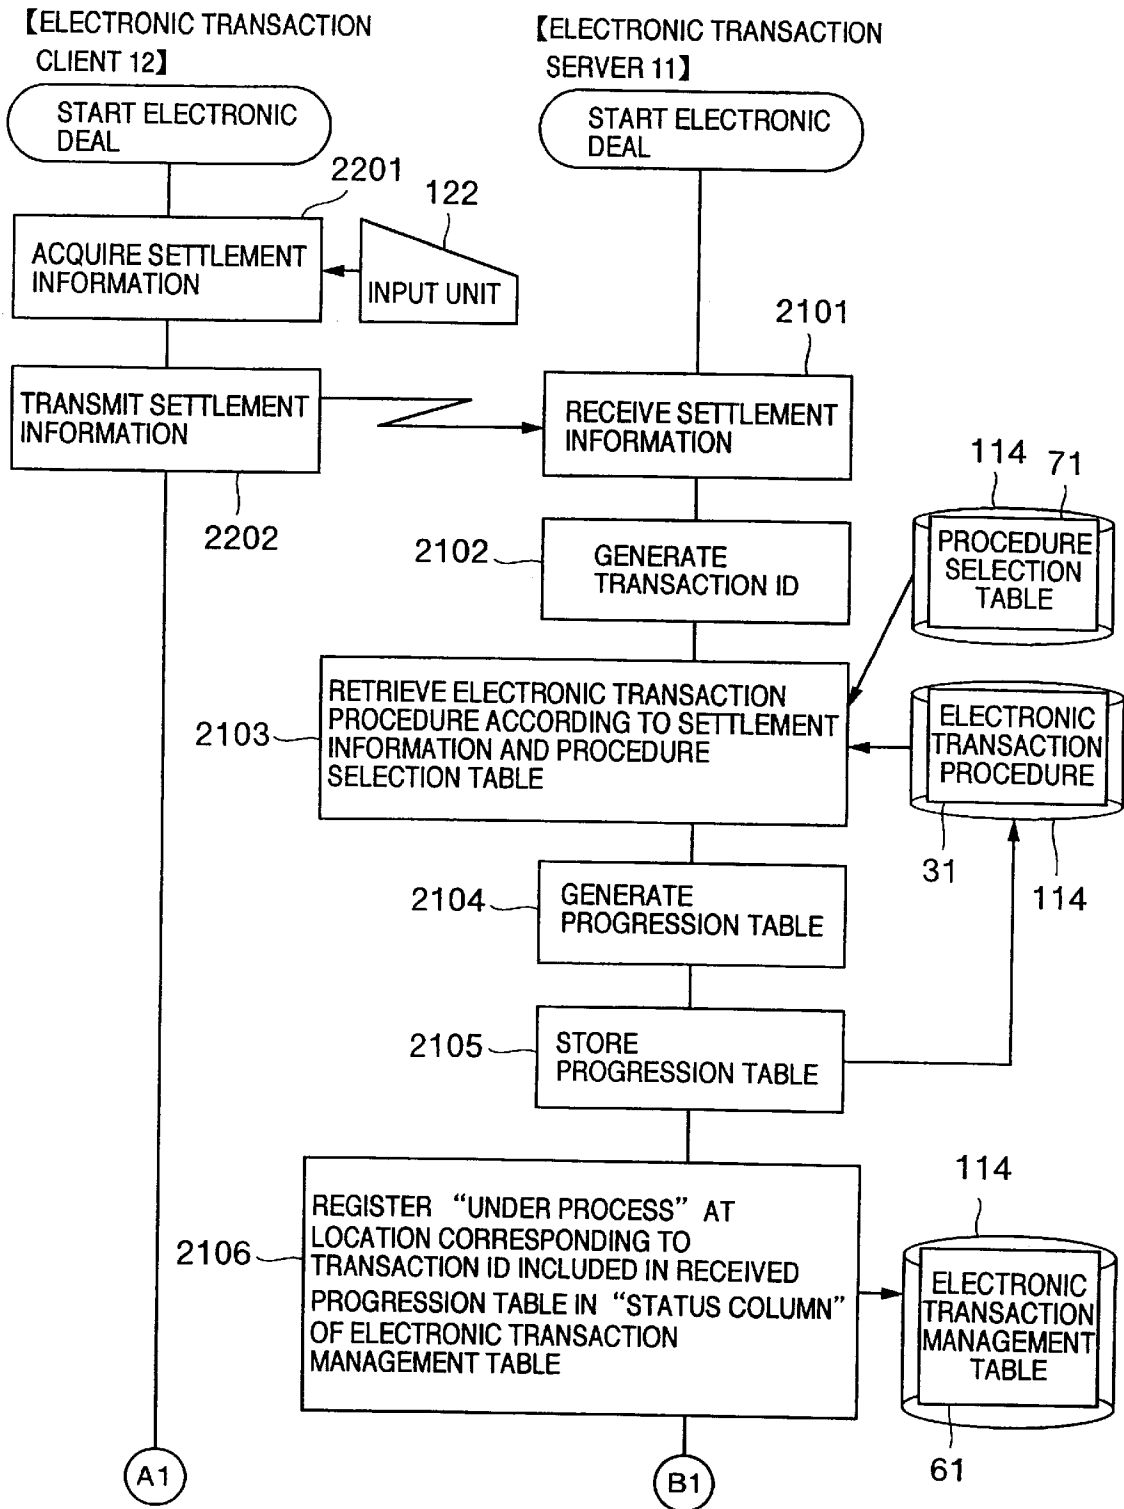 【ELECTRONIC TRANSACTION
CLIENT 12】
【ELECTRONIC TRANSACTION
SERVER 11】
START ELECTRONIC
DEAL
START ELECTRONIC
DEAL
2201
122
ACQUIRE SETTLEMENT
INFORMATION
INPUT UNIT
2101
TRANSMIT SETTLEMENT
INFORMATION
RECEIVE SETTLEMENT
INFORMATION
2202
114
71
2102
GENERATE
TRANSACTION ID
PROCEDURE
SELECTION
TABLE
2103
RETRIEVE ELECTRONIC TRANSACTION
PROCEDURE ACCORDING TO SETTLEMENT
INFORMATION AND PROCEDURE
SELECTION TABLE
ELECTRONIC
TRANSACTION
PROCEDURE
31
114
2104
GENERATE
PROGRESSION TABLE
2105
STORE
PROGRESSION TABLE
114
2106
REGISTER “UNDER PROCESS” AT
LOCATION CORRESPONDING TO
TRANSACTION ID INCLUDED IN RECEIVED
PROGRESSION TABLE IN “STATUS COLUMN”
OF ELECTRONIC TRANSACTION
MANAGEMENT TABLE
ELECTRONIC
TRANSACTION
MANAGEMENT
TABLE
61
A1
B1